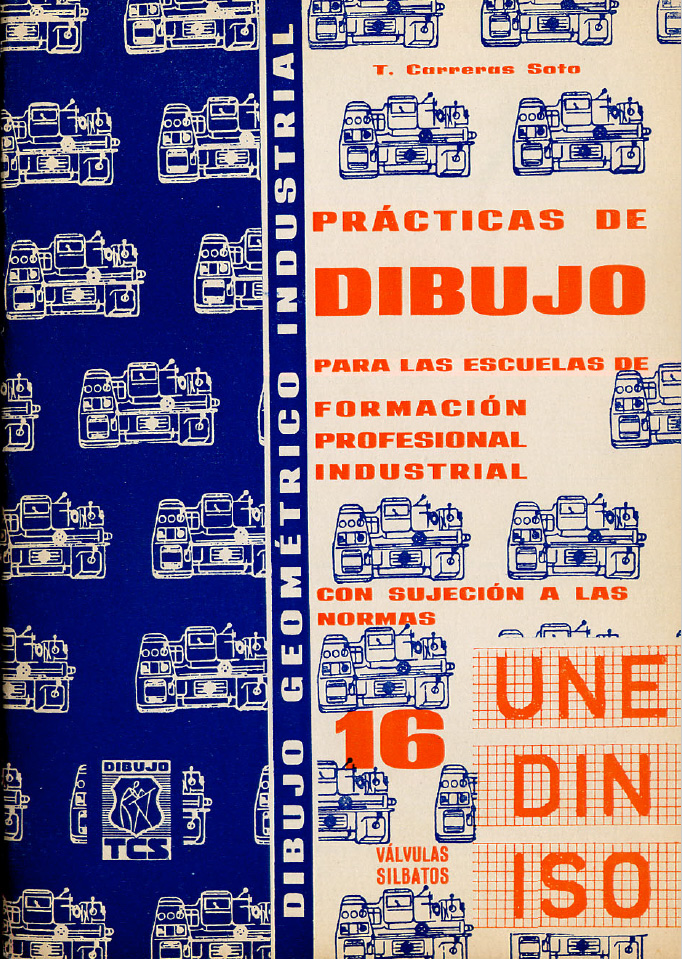 T. Carreras Soto
PRÁCTICAS DE
DIBUJO
PARA LAS ESCUELAS DE
FORMACIÓN
PROFESIONAL
INDUSTRIAL
CON SUJECIÓN A LAS
NORMAS
16
VÁLVULAS
SILBATOS
UNE
DIN
ISO
DIBUJO GEOMÉTRICO INDUSTRIAL
DIBUJO
TCS